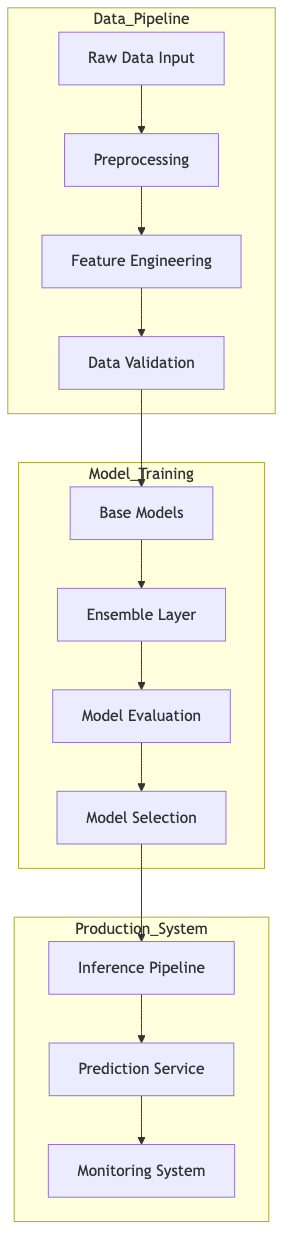 Data_Pipeline
Raw Data Input
Preprocessing
Feature Engineering
Data Validation
Model_Training
Base Models
Ensemble Layer
Model Evaluation
Model Selection
Production_System
Inference Pipeline
Prediction Service
Monitoring System